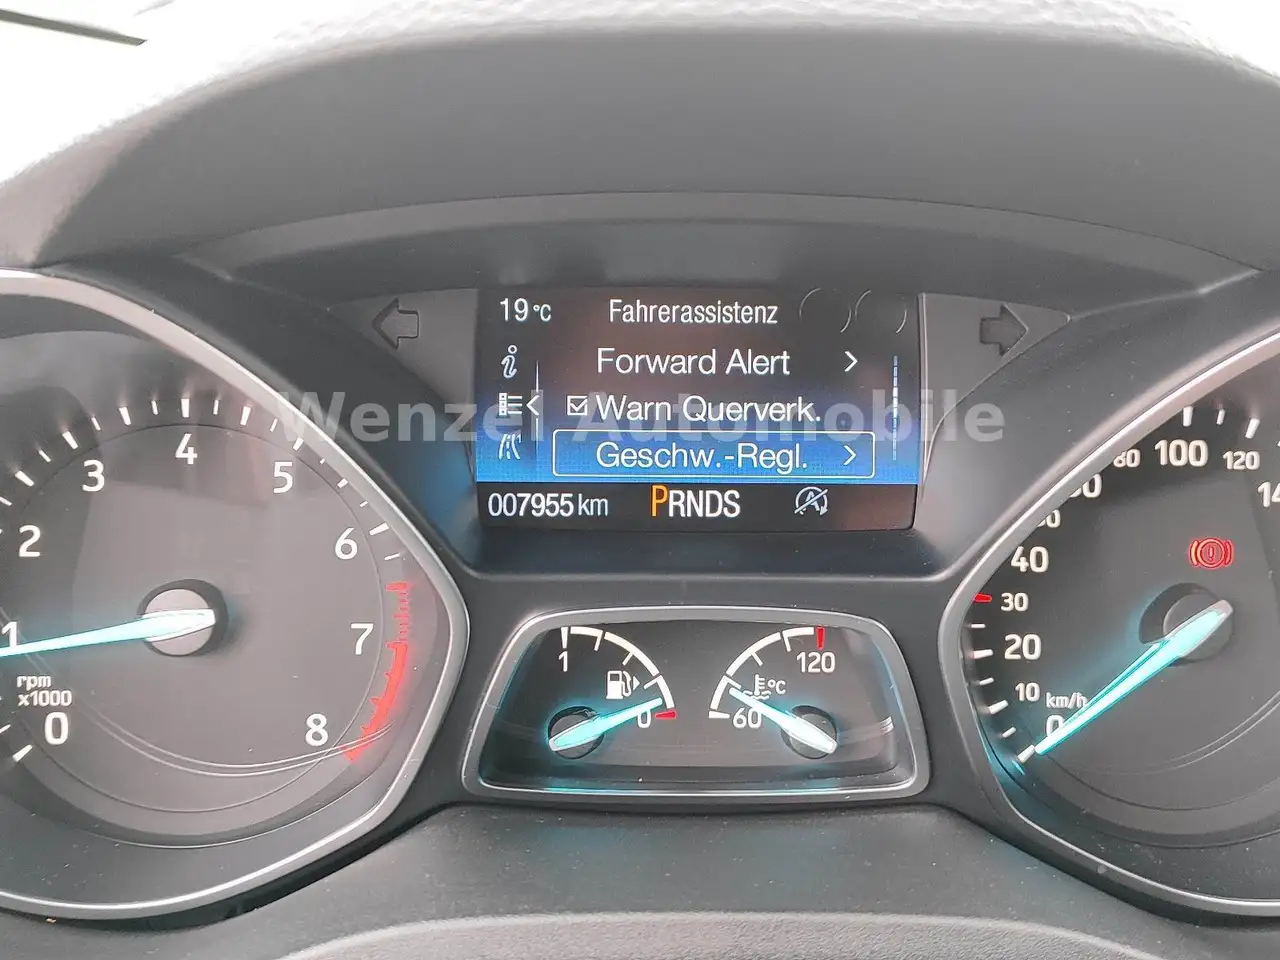 19°C Fahrerassistenz
Forward Alert
Warn Querverk.
Geschw.-Regl.
007955 km PRNDS
Wenzel Automobile
0
1
2
3
4
5
6
7
8
rpm
x1000
1
0
°C
60
120
0
10
20
30
40
80
100
120
km/h